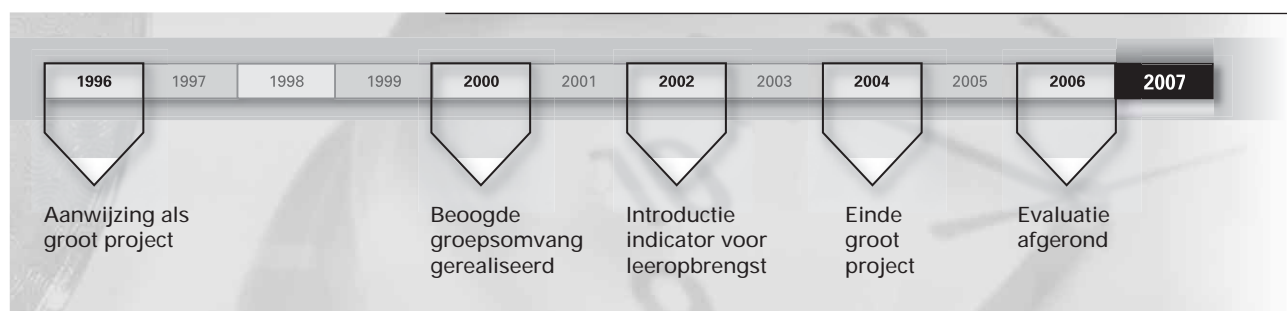 1996 1997 1998 1999 2000 2001 2002 2003 2004 2005 2006 2007
Aanwijzing als
groot project
Beoogde
groepsomvang
gerealiseerd
Introductie
indicator voor
leeropbrengst
Einde
groot
project
Evaluatie
afgerond